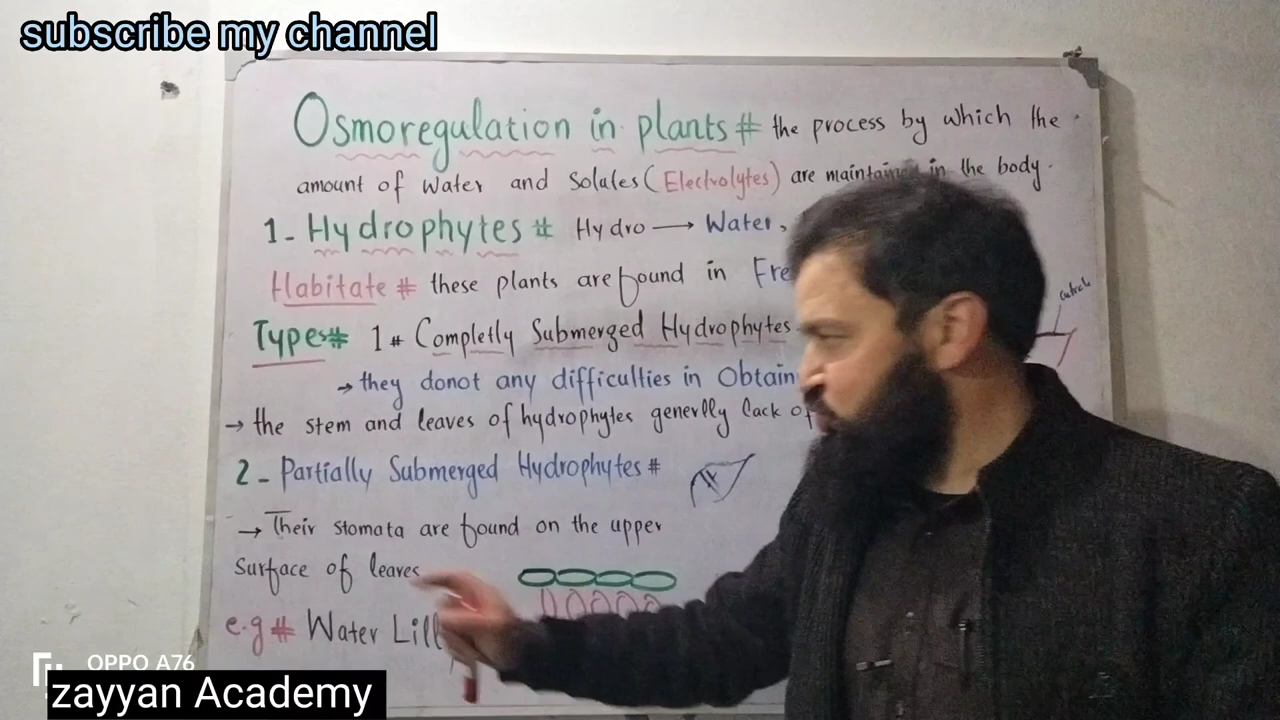 subscribe my channel
Osmoregulation in plants # the process by which the
amount of water and Solutes (Electrolytes) are maintained in the body.
1- Hydrophytes # Hydro → Water,
Habitate # these plants are found in Fre
Types # 1 # Completly Submerged Hydrophytes
→ they donot any difficulties in Obtain
→ the stem and leaves of hydrophytes generlly lack of
2 - Partially Submerged Hydrophytes #
→ Their stomata are found on the upper
Surface of leaves
e.g # Water Lill
OPPO A76
zayyan Academy